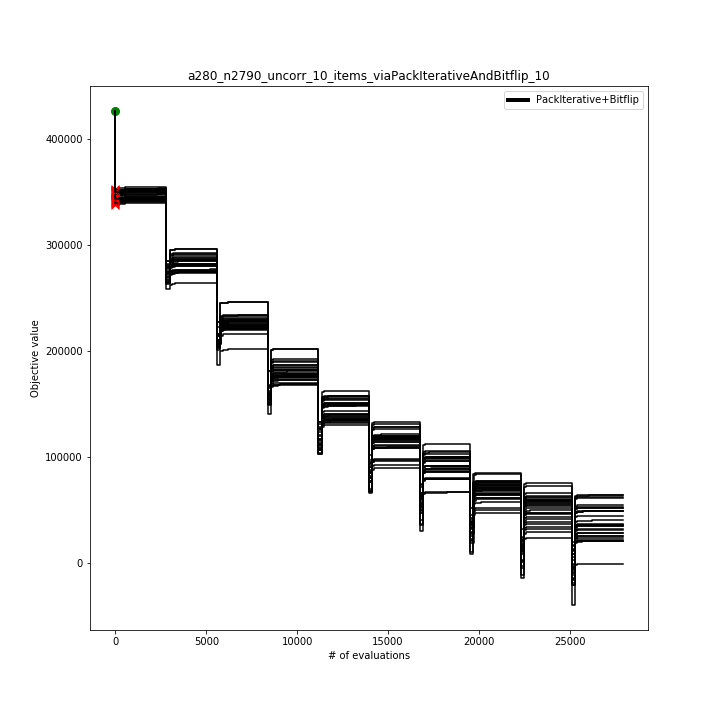 a280_n2790_uncorr_10_items_viaPackIterativeAndBitflip_10
PackIterative+Bitflip
400000
300000
200000
100000
0
Objective value
0 5000 10000 15000 20000 25000
# of evaluations